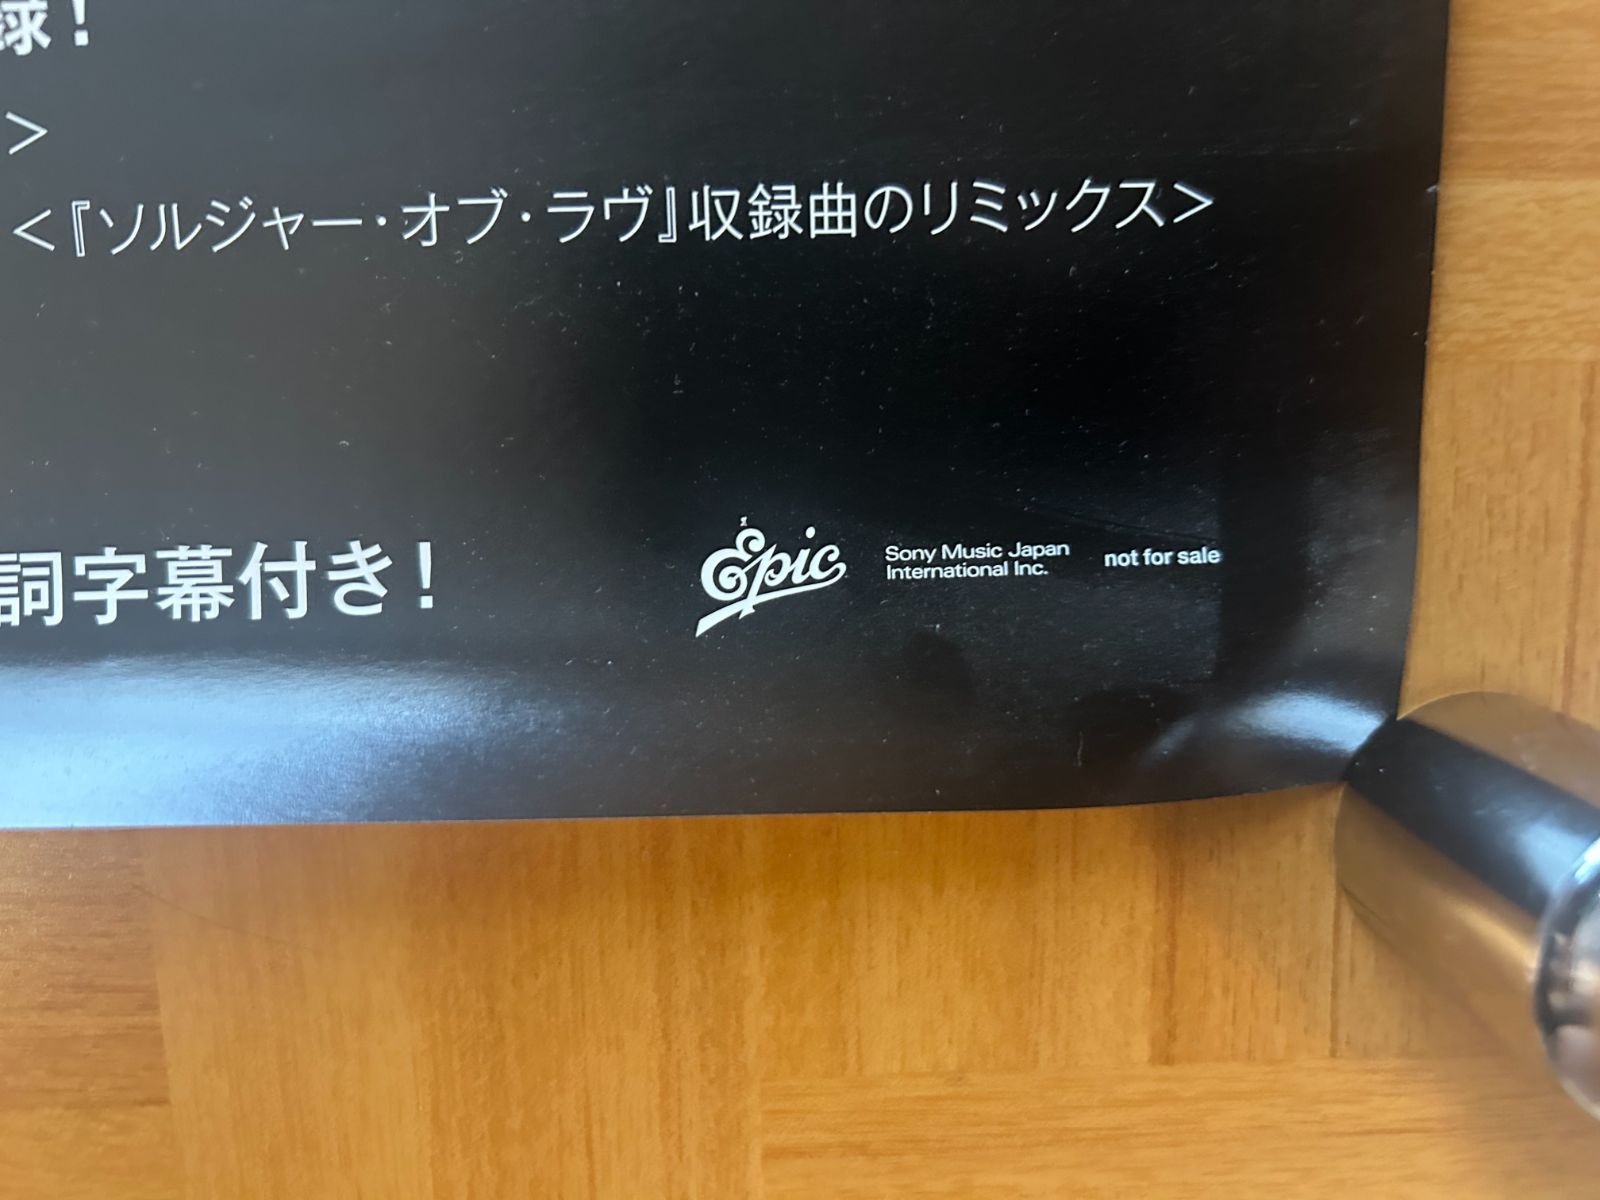 録！
＞
＜『ソルジャー・オブ・ラヴ』収録曲のリミックス＞
詞字幕付き！
Epic
Sony Music Japan
International Inc.
not for sale